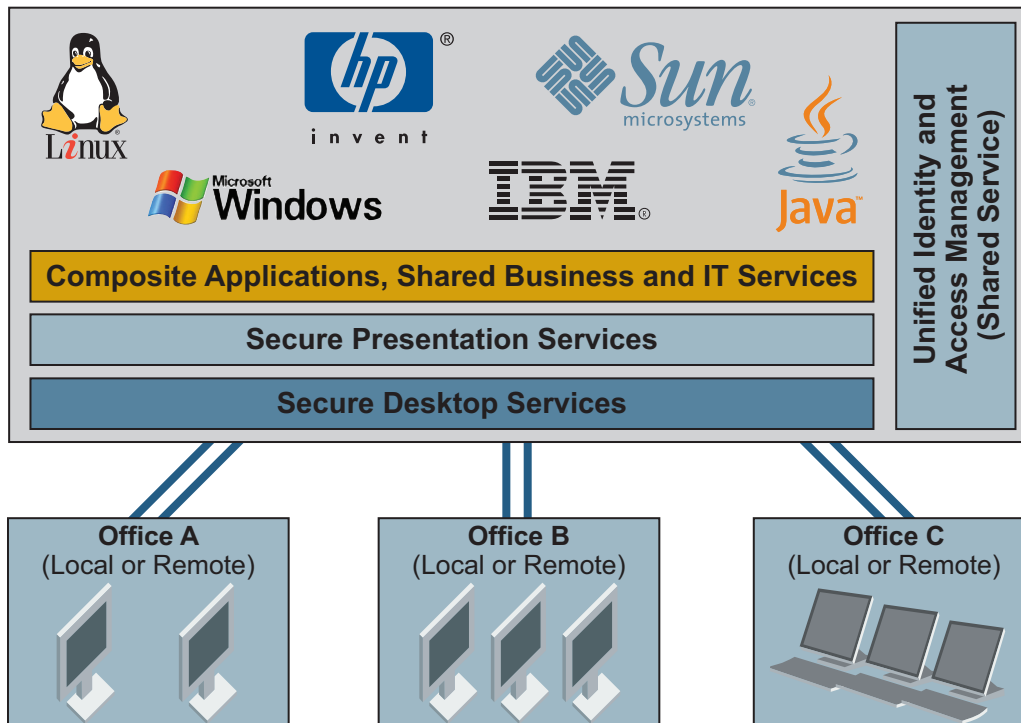 Linux ®
hp ®
invent
Sun ®
microsystems
Microsoft
Windows
IBM ®
Java ™
Unified Identity and
Access Management
(Shared Service)
Composite Applications, Shared Business and IT Services
Secure Presentation Services
Secure Desktop Services
Office A
(Local or Remote)
Office B
(Local or Remote)
Office C
(Local or Remote)